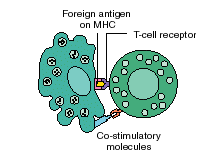 Foreign antigen
on MHC
T-cell receptor
Co-stimulatory
molecules